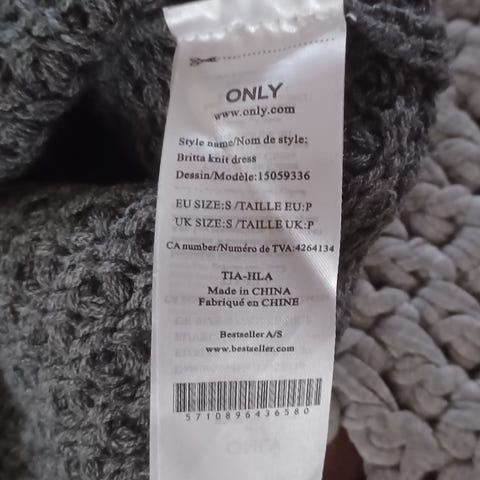 ONLY
www.only.com
Style name/Nom de style:
Britta knit dress
Dessin/Modèle:15059336
EU SIZE:S /TAILLE EU:P
UK SIZE:S /TAILLE UK:P
CA number/Numéro de TVA:4264134
TIA-HLA
Made in CHINA
Fabriqué en CHINE
Bestseller A/S
www.bestseller.com
5710896436580